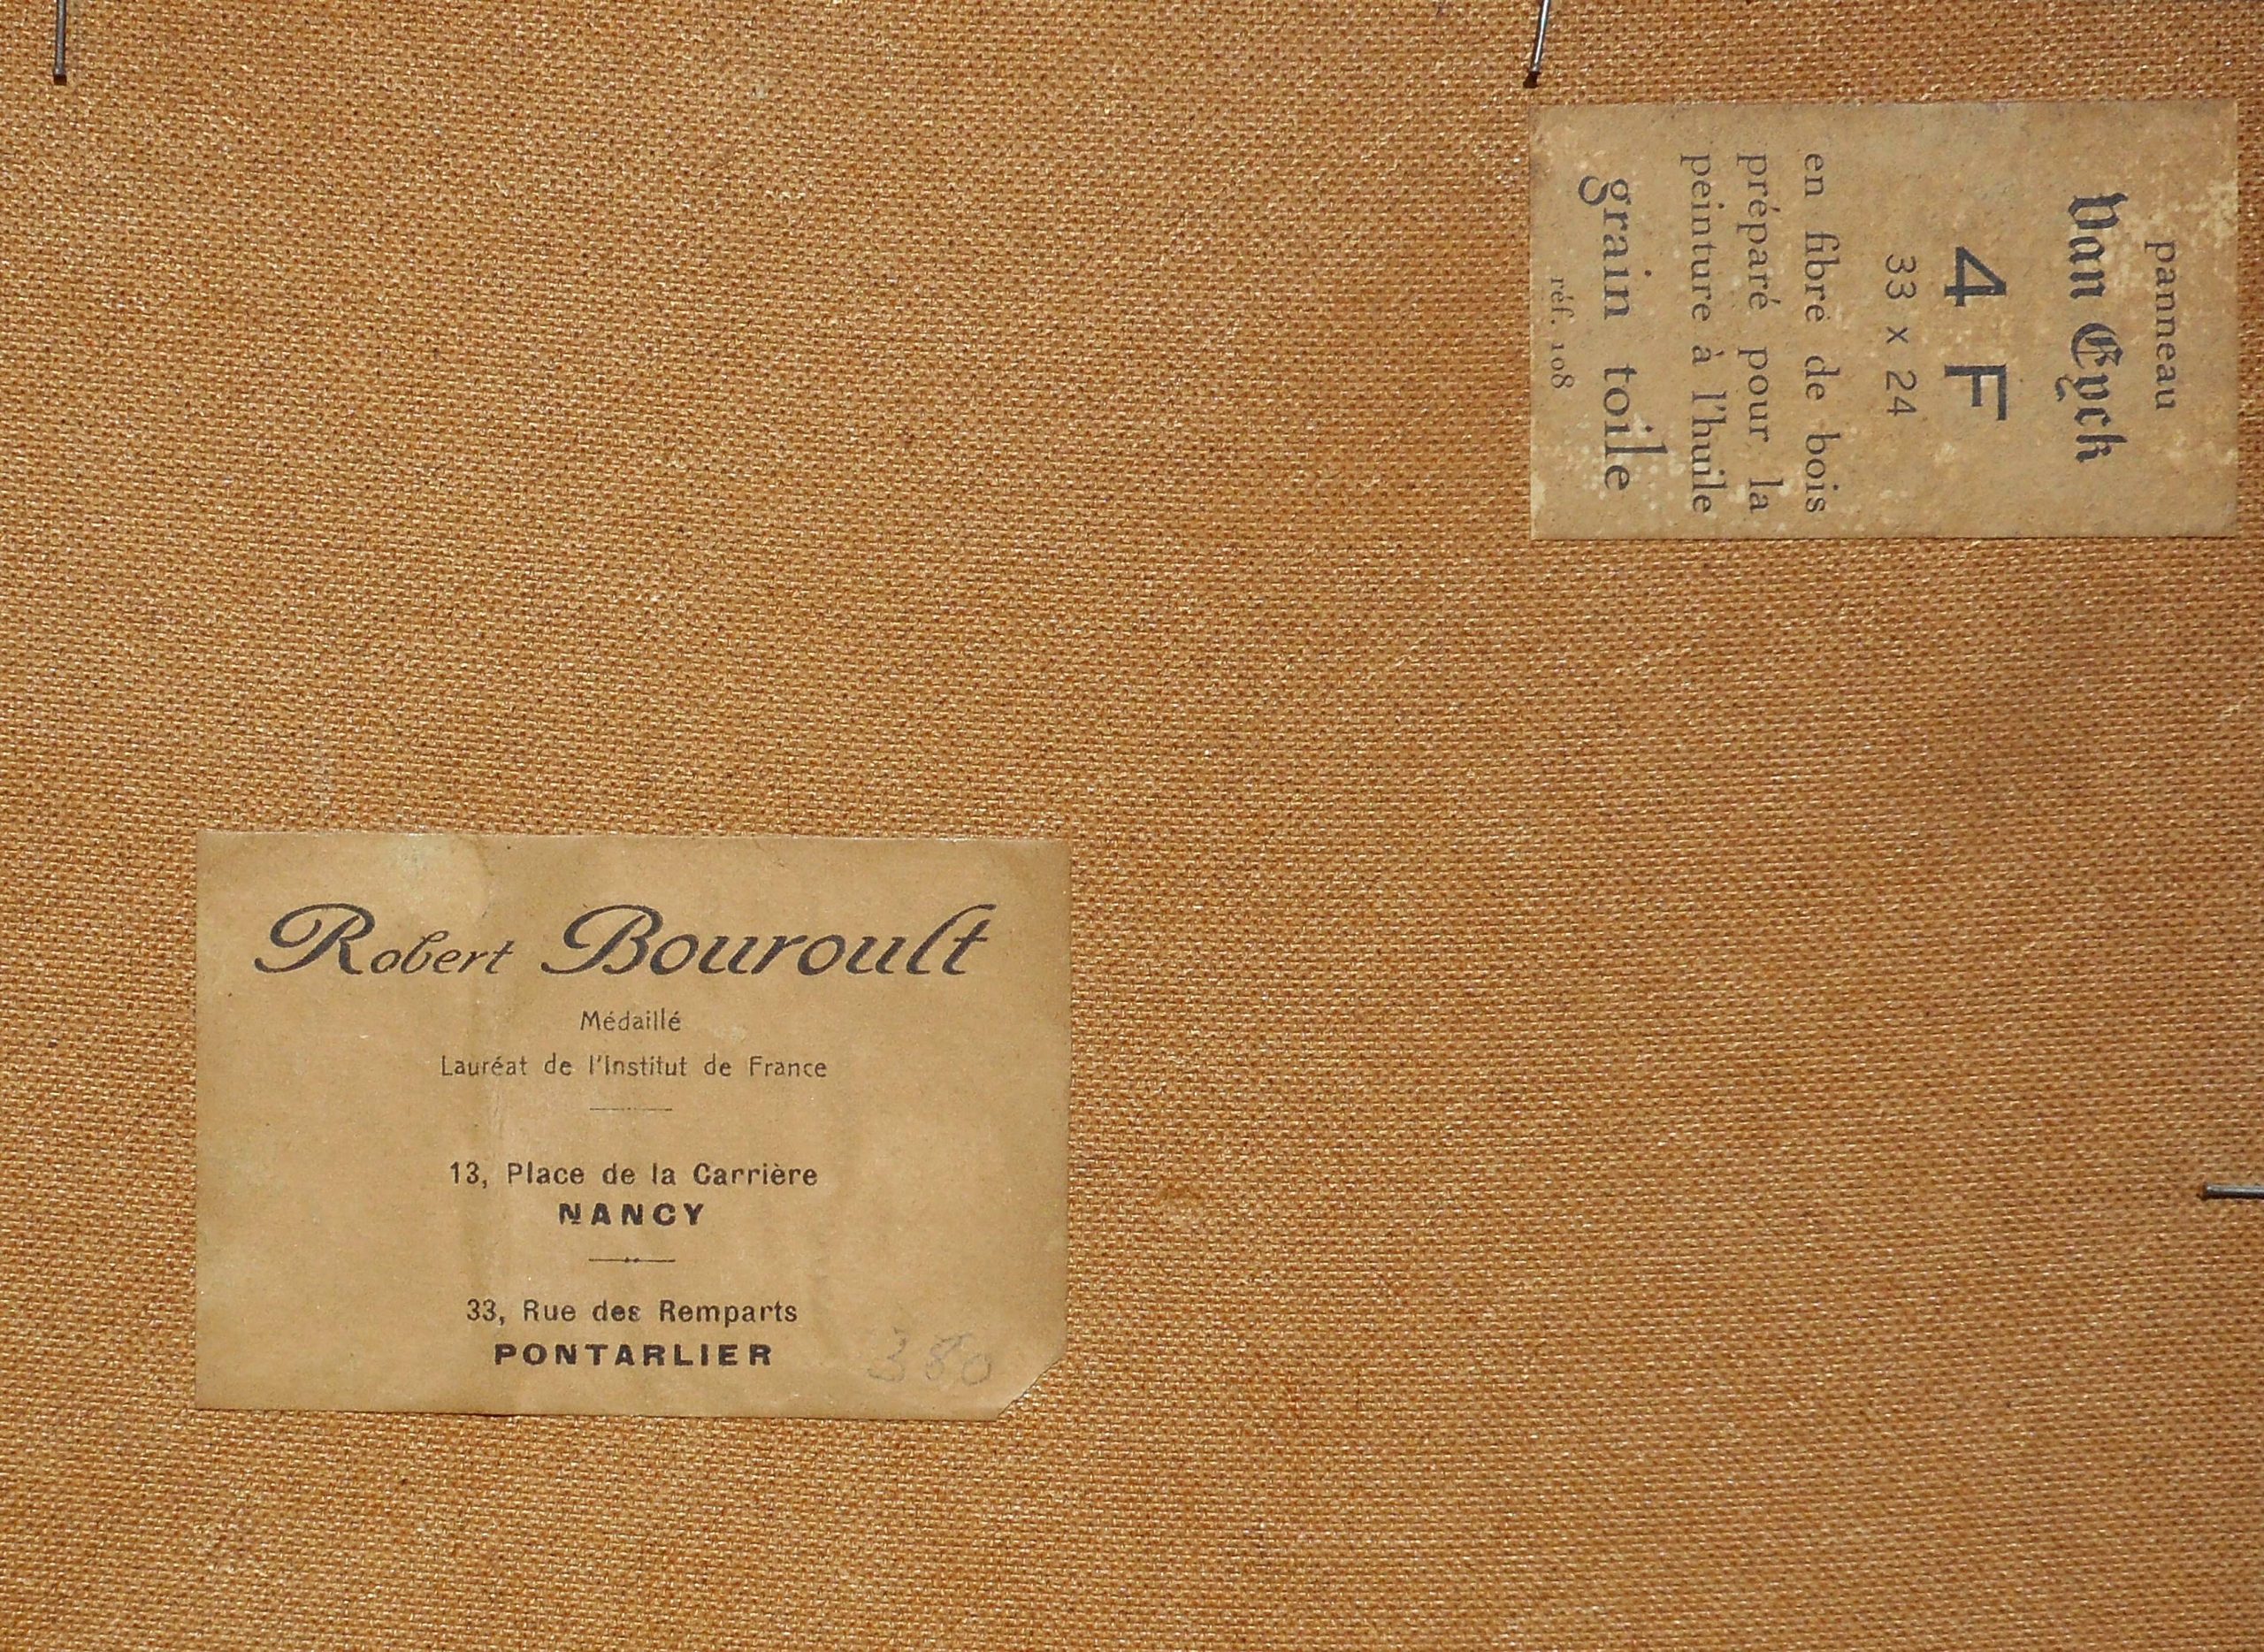 panneau
Van Eyck
4 F
33 x 24
en fibre de bois
préparé pour la
peinture à l'huile
grain toile
réf. 108
Robert Bouroult
Médaillé
Lauréat de l'Institut de France
13, Place de la Carrière
NANCY
33, Rue des Remparts
PONTARLIER
380